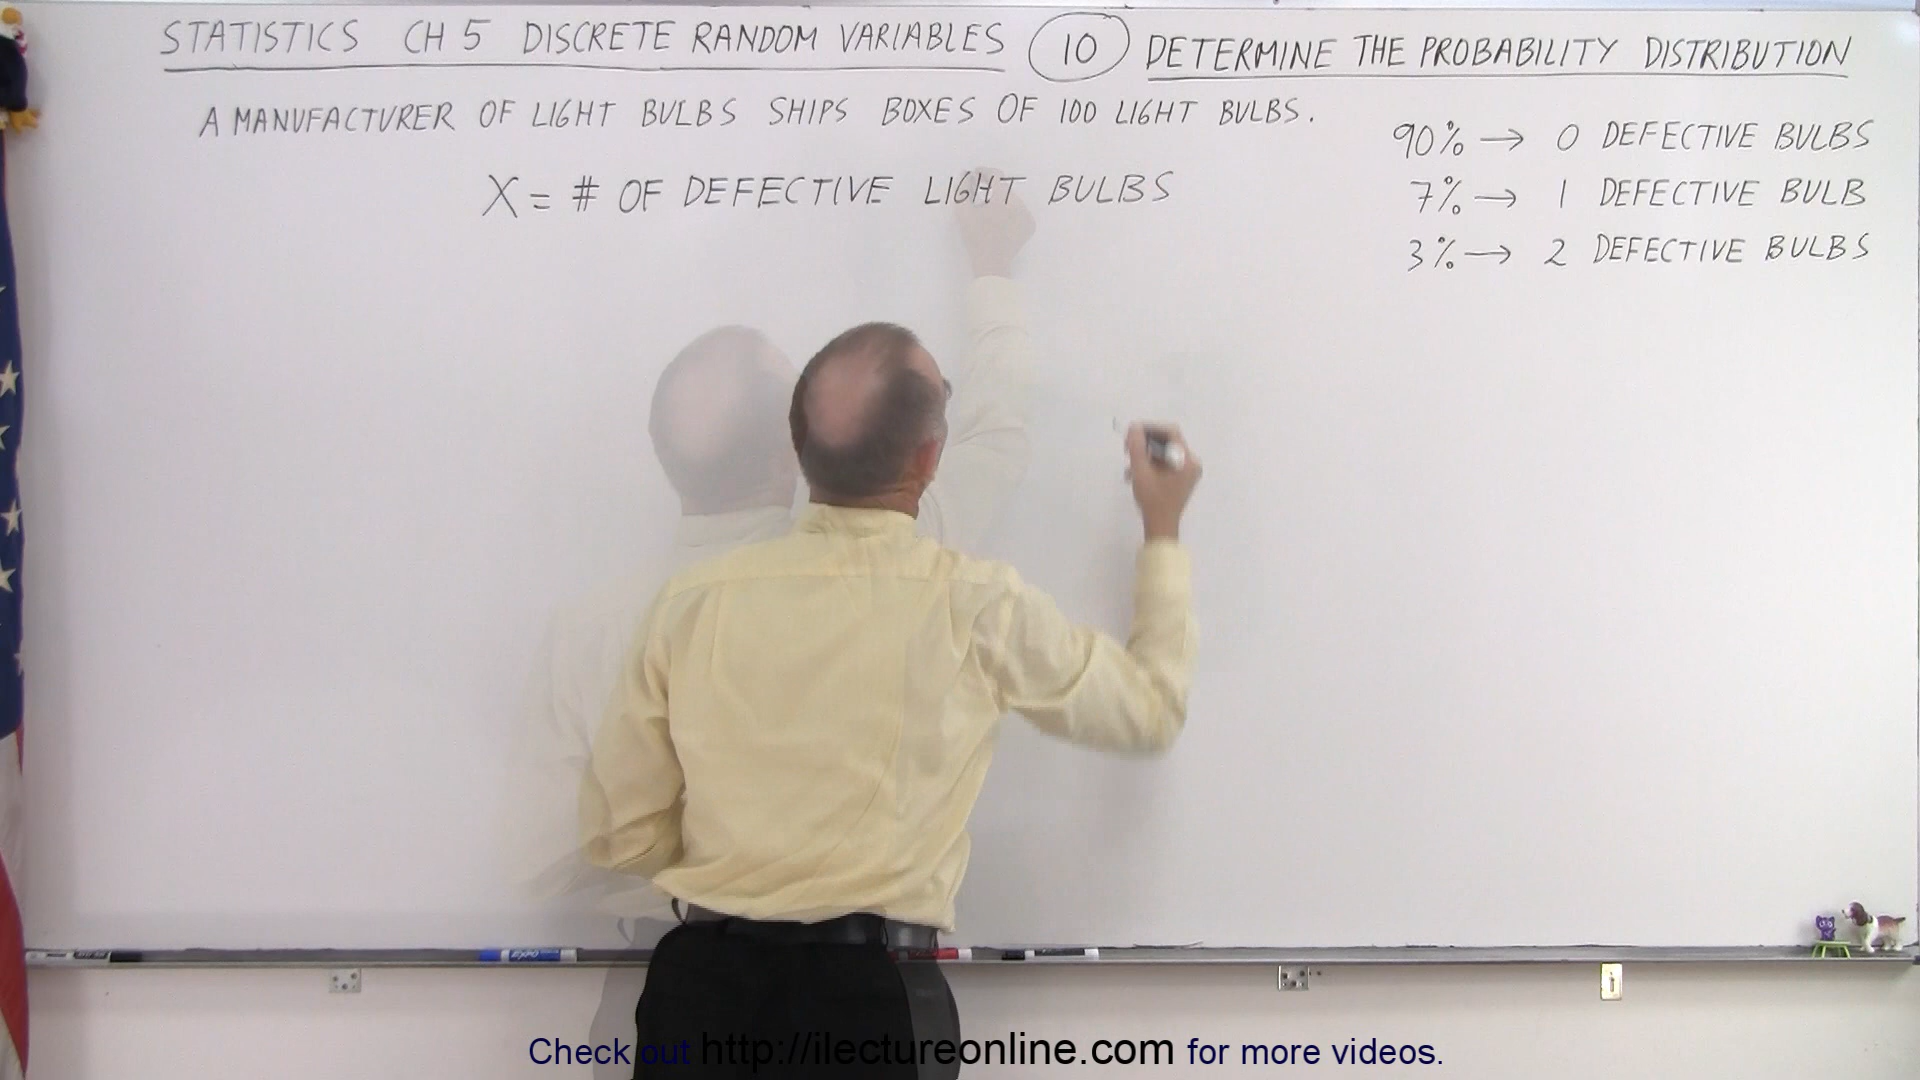 STATISTICS CH 5 DISCRETE RANDOM VARIABLES 10 DETERMINE THE PROBABILITY DISTRIBUTION
A MANUFACTURER OF LIGHT BULBS SHIPS BOXES OF 100 LIGHT BULBS.
X = # OF DEFECTIVE LIGHT BULBS
90% → 0 DEFECTIVE BULBS
7% → 1 DEFECTIVE BULB
3% → 2 DEFECTIVE BULBS
EXPO
Check out http://ilectureonline.com for more videos.